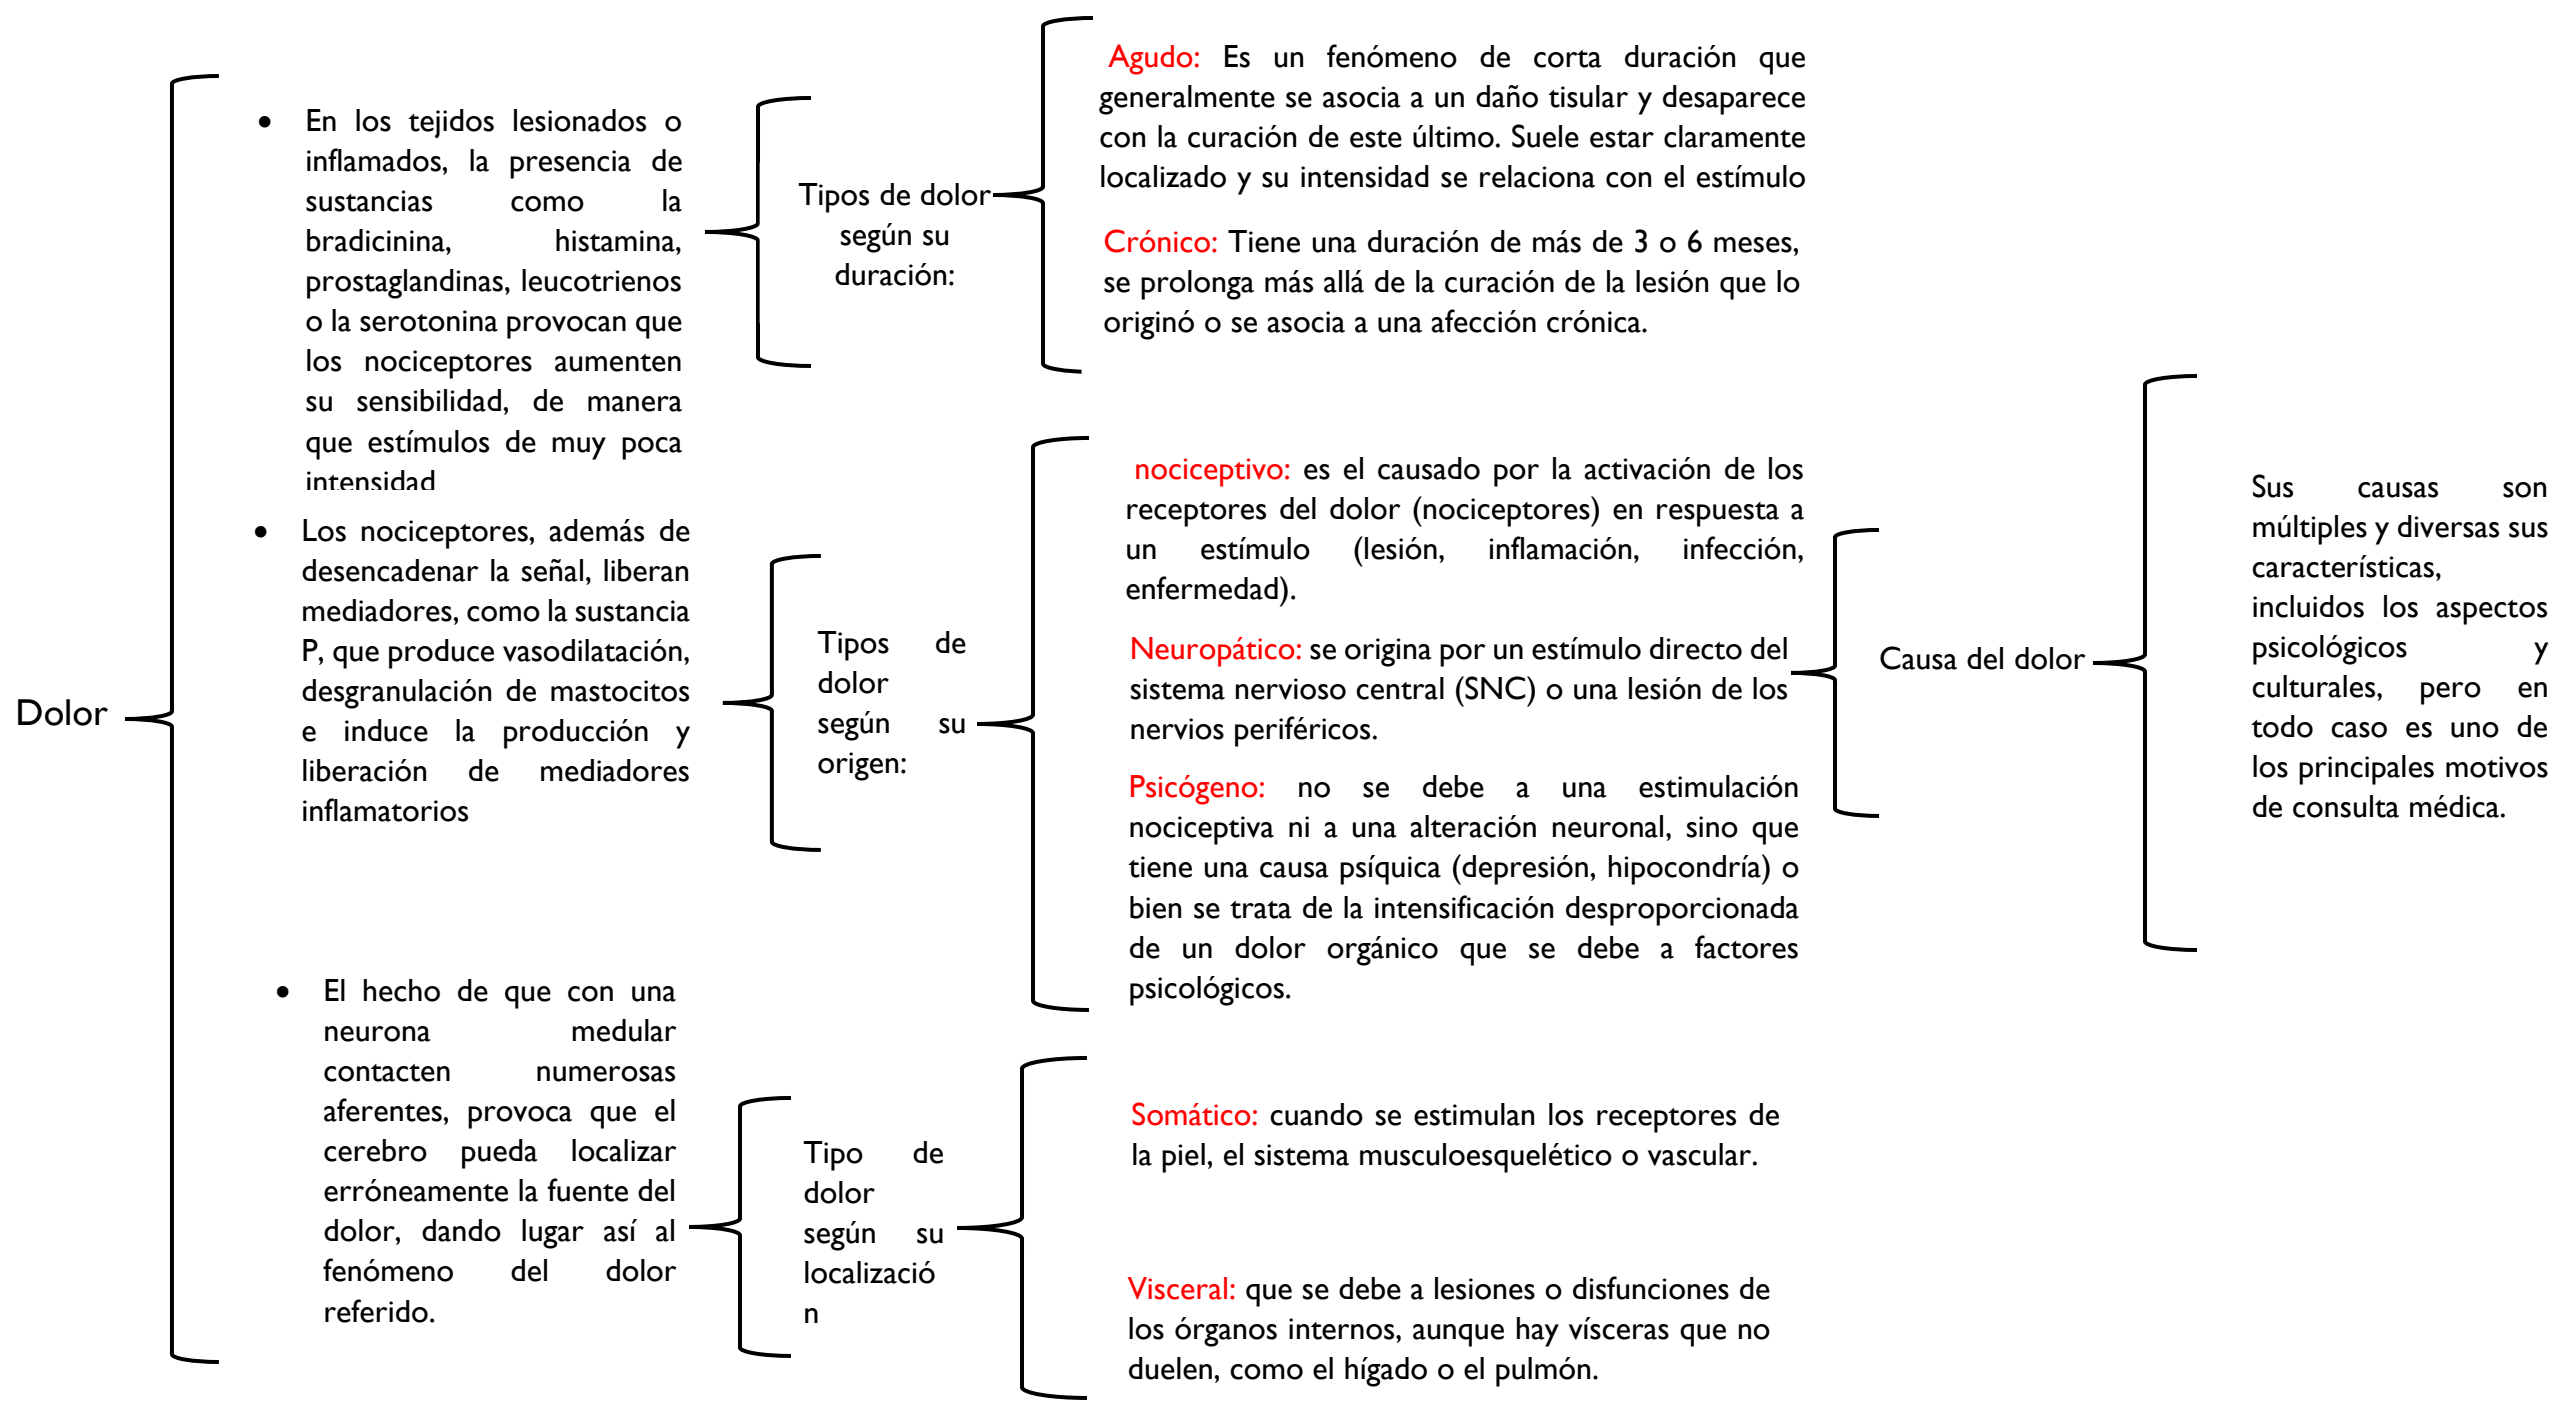 Dolor
En los tejidos lesionados o
inflamados, la presencia de
sustancias como la
bradicinina, histamina,
prostaglandinas, leucotrienos
o la serotonina provocan que
los nociceptores aumenten
su sensibilidad, de manera
que estímulos de muy poca
intensidad
Los nociceptores, además de
desencadenar la señal, liberan
mediadores, como la sustancia
P, que produce vasodilatación,
desgranulación de mastocitos
e induce la producción y
liberación de mediadores
inflamatorios
El hecho de que con una
neurona medular
contacten numerosas
aferentes, provoca que el
cerebro pueda localizar
erróneamente la fuente del
dolor, dando lugar así al
fenómeno del dolor
referido.
Tipos de dolor
según su
duración:
Agudo: Es un fenómeno de corta duración que
generalmente se asocia a un daño tisular y desaparece
con la curación de este último. Suele estar claramente
localizado y su intensidad se relaciona con el estímulo
Crónico: Tiene una duración de más de 3 o 6 meses,
se prolonga más allá de la curación de la lesión que lo
originó o se asocia a una afección crónica.
Tipos de
dolor
según su
origen:
nociceptivo: es el causado por la activación de los
receptores del dolor (nociceptores) en respuesta a
un estímulo (lesión, inflamación, infección,
enfermedad).
Neuropático: se origina por un estímulo directo del
sistema nervioso central (SNC) o una lesión de los
nervios periféricos.
Psicógeno: no se debe a una estimulación
nociceptiva ni a una alteración neuronal, sino que
tiene una causa psíquica (depresión, hipocondría) o
bien se trata de la intensificación desproporcionada
de un dolor orgánico que se debe a factores
psicológicos.
Causa del dolor
Sus causas son
múltiples y diversas sus
características,
incluidos los aspectos
psicológicos y
culturales, pero en
todo caso es uno de
los principales motivos
de consulta médica.
Tipo de
dolor
según su
localizació
n
Somático: cuando se estimulan los receptores de
la piel, el sistema musculoesquelético o vascular.
Visceral: que se debe a lesiones o disfunciones de
los órganos internos, aunque hay vísceras que no
duelen, como el hígado o el pulmón.